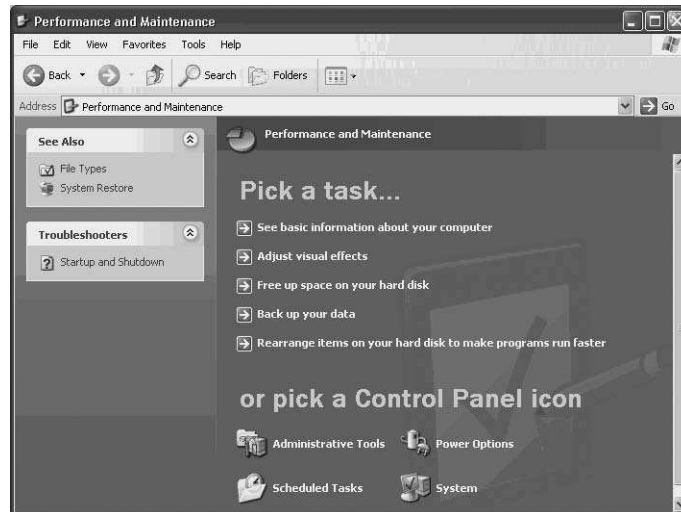 Performance and Maintenance
File Edit View Favorites Tools Help
Back Search Folders
Address Performance and Maintenance Go
See Also
File Types
System Restore
Troubleshooters
Startup and Shutdown
Performance and Maintenance
Pick a task...
See basic information about your computer
Adjust visual effects
Free up space on your hard disk
Back up your data
Rearrange items on your hard disk to make programs run faster
or pick a Control Panel icon
Administrative Tools Power Options
Scheduled Tasks System